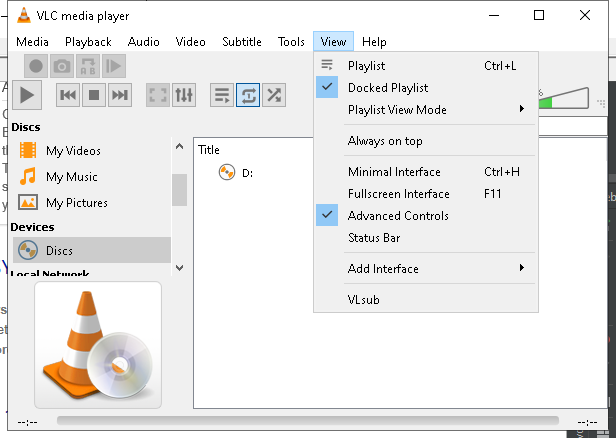 VLC media player
Media Playback Audio Video Subtitle Tools View Help
Playlist Ctrl+L
Docked Playlist
Playlist View Mode
Always on top
Minimal Interface Ctrl+H
Fullscreen Interface F11
Advanced Controls
Status Bar
Add Interface
VLsub
%
Discs
My Videos
My Music
My Pictures
Devices
Discs
Local Network
Title
D:
--:-- --:--